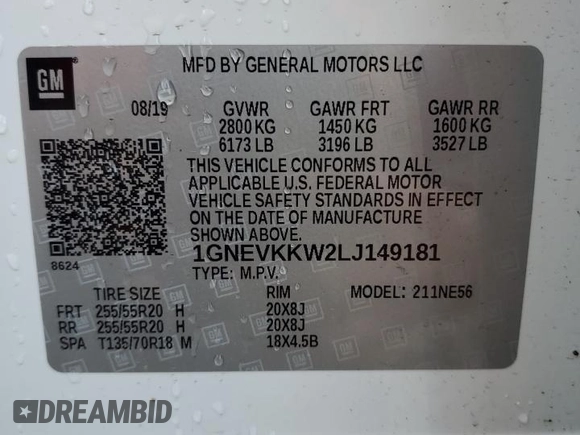 GM
MFD BY GENERAL MOTORS LLC
08/19 GVWR GAWR FRT GAWR RR
2800 KG 1450 KG 1600 KG
6173 LB 3196 LB 3527 LB
THIS VEHICLE CONFORMS TO ALL
APPLICABLE U.S. FEDERAL MOTOR
VEHICLE SAFETY STANDARDS IN EFFECT
ON THE DATE OF MANUFACTURE
SHOWN ABOVE.
1GNEVKKW2LJ149181
8624
TYPE: M.P.V.
TIRE SIZE RIM MODEL: 211NE56
FRT 255/55R20 H 20X8J
RR 255/55R20 H 20X8J
SPA T135/70R18 M 18X4.5B
DREAMBID